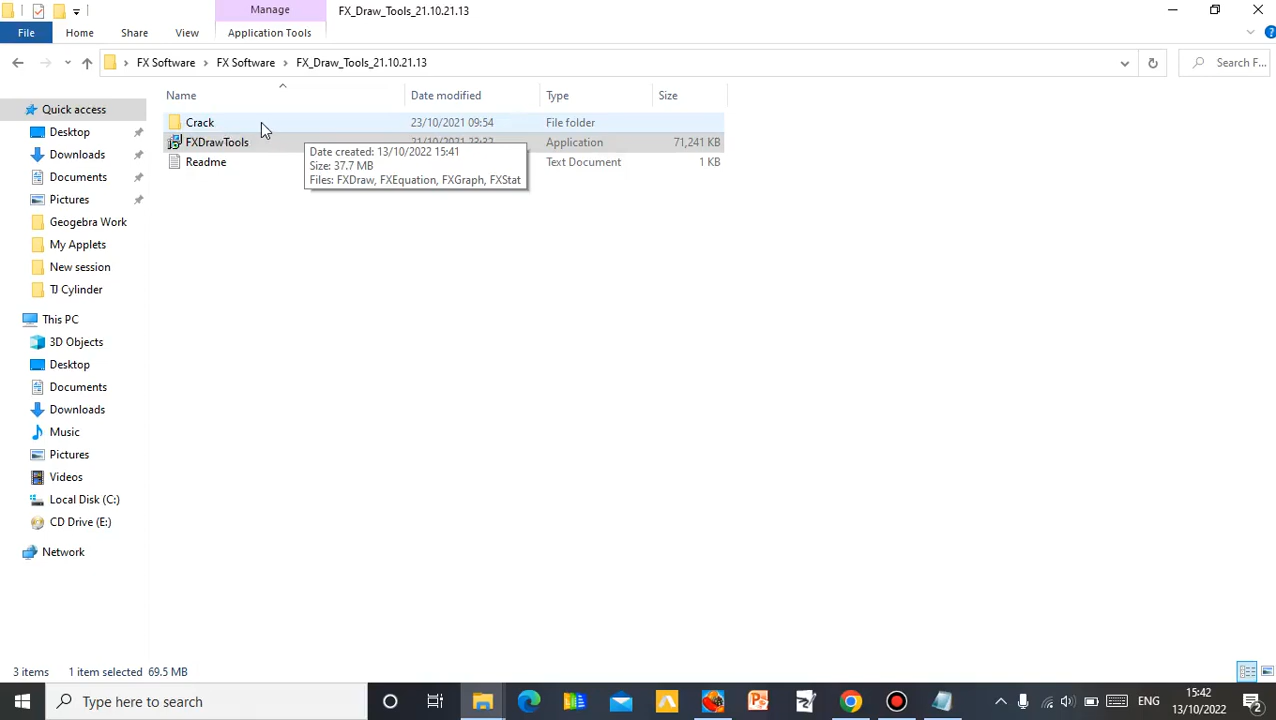 Manage
FX_Draw_Tools_21.10.21.13
File
Home
Share
View
Application Tools
FX Software
FX Software
FX_Draw_Tools_21.10.21.13
Search F...
Name
Date modified
Type
Size
Crack
23/10/2021 09:54
File folder
FXDrawTools
Application
71,241 KB
Readme
Text Document
1 KB
Date created: 13/10/2022 15:41
Size: 37.7 MB
Files: FXDraw, FXEquation, FXGraph, FXStat
Quick access
Desktop
Downloads
Documents
Pictures
Geogebra Work
My Applets
New session
TJ Cylinder
This PC
3D Objects
Desktop
Documents
Downloads
Music
Pictures
Videos
Local Disk (C:)
CD Drive (E:)
Network
3 items
1 item selected 69.5 MB
Type here to search
ENG
15:42
13/10/2022
2